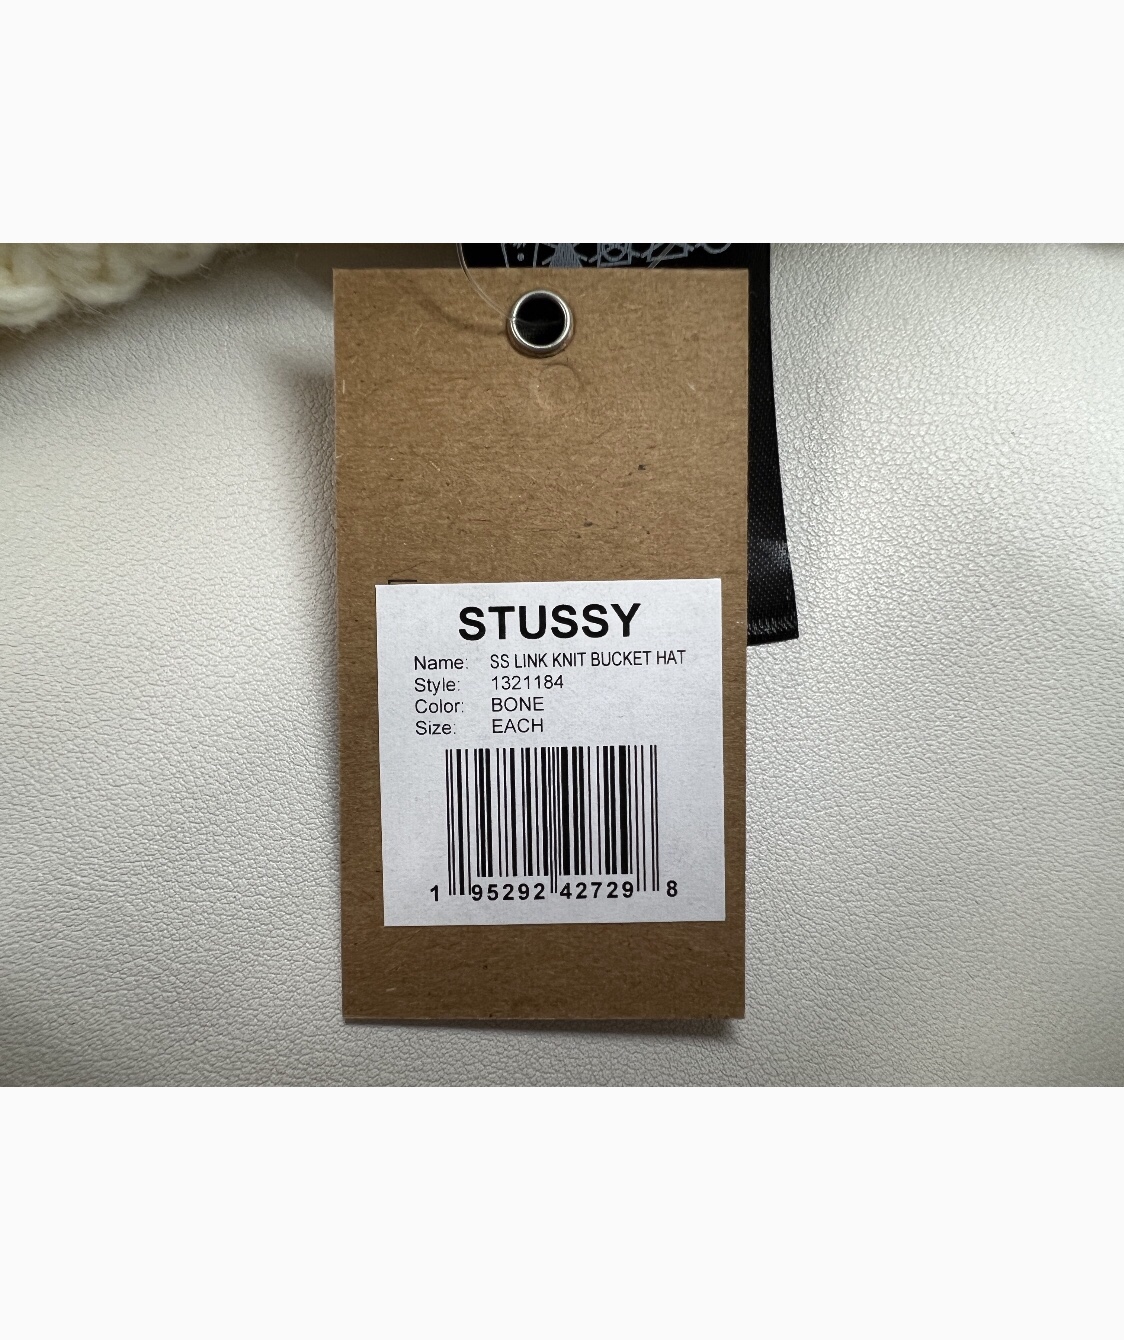 STUSSY
Name: SS LINK KNIT BUCKET HAT
Style: 1321184
Color: BONE
Size: EACH
1 95292 42729 8